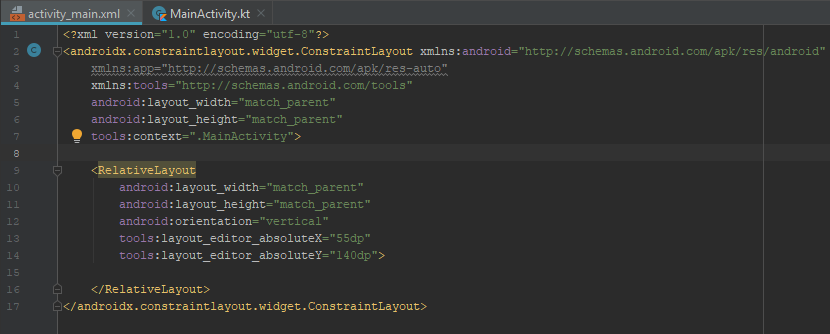 activity_main.xml MainActivity.kt
1 <?xml version="1.0" encoding="utf-8"?>
2 <androidx.constraintlayout.widget.ConstraintLayout xmlns:android="http://schemas.android.com/apk/res/android"
3 xmlns:app="http://schemas.android.com/apk/res-auto"
4 xmlns:tools="http://schemas.android.com/tools"
5 android:layout_width="match_parent"
6 android:layout_height="match_parent"
7 tools:context=".MainActivity">
8
9 <RelativeLayout
10 android:layout_width="match_parent"
11 android:layout_height="match_parent"
12 android:orientation="vertical"
13 tools:layout_editor_absoluteX="55dp"
14 tools:layout_editor_absoluteY="140dp">
15
16 </RelativeLayout>
17 </androidx.constraintlayout.widget.ConstraintLayout>